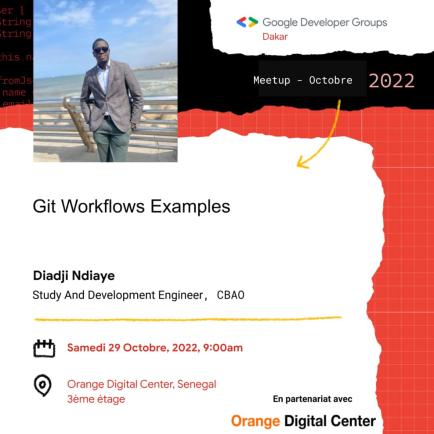 Google Developer Groups
Dakar
Meetup - Octobre 2022
Git Workflows Examples
Diadji Ndiaye
Study And Development Engineer, CBAO
Samedi 29 Octobre, 2022, 9:00am
Orange Digital Center, Senegal
3ème étage
En partenariat avec
Orange Digital Center